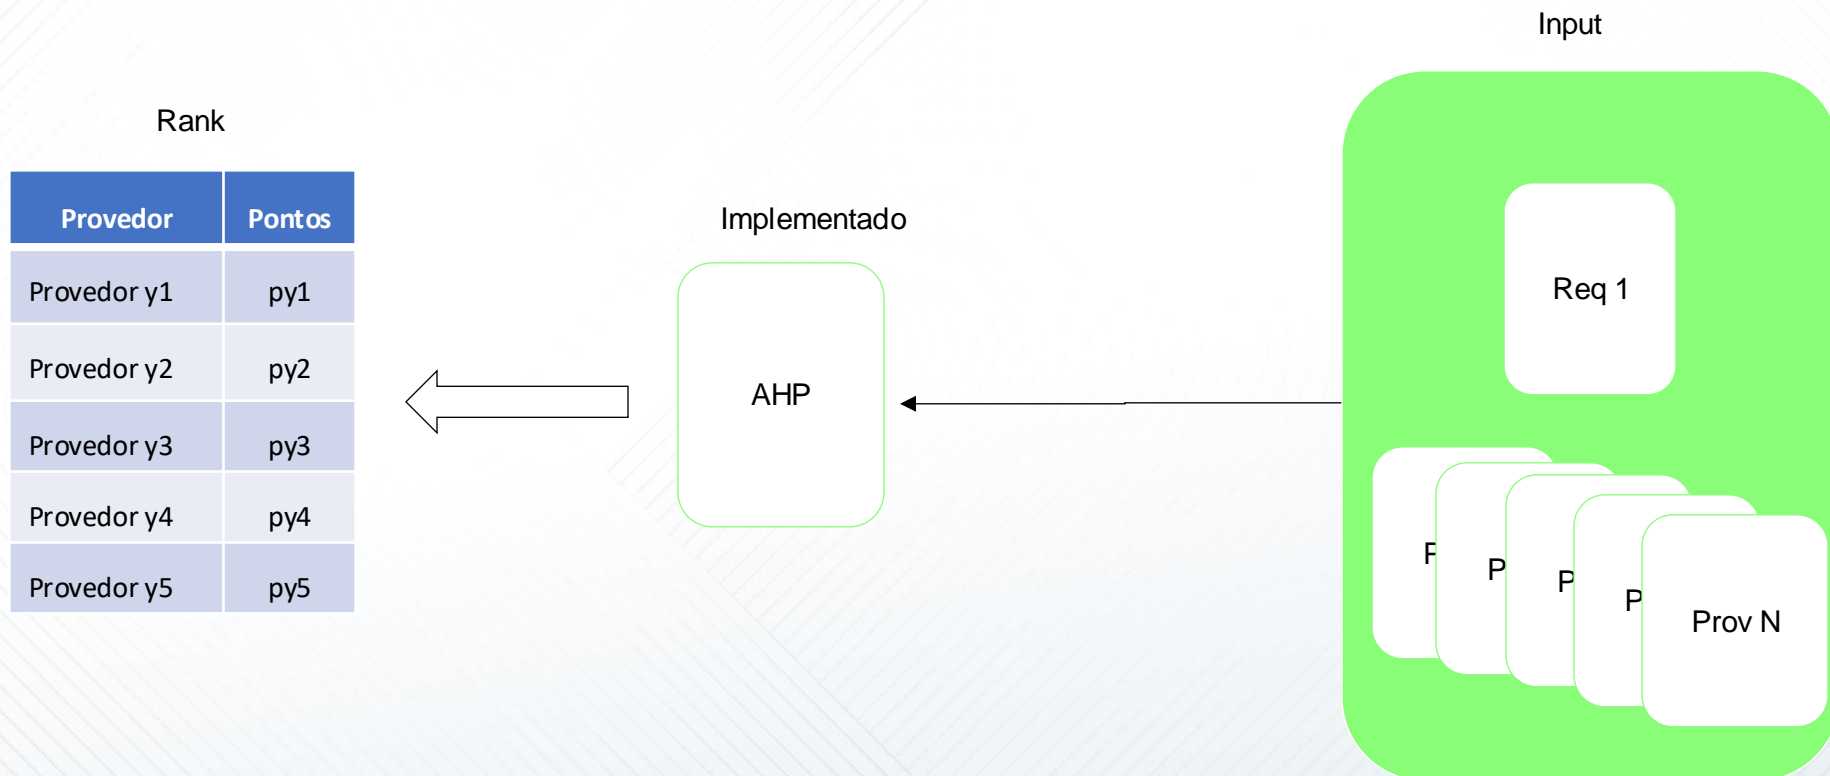 Input
Rank
Provedor Pontos
Provedor y1 py1
Provedor y2 py2
Provedor y3 py3
Provedor y4 py4
Provedor y5 py5
Implementado
AHP
Req 1
P
P
P
Prov N